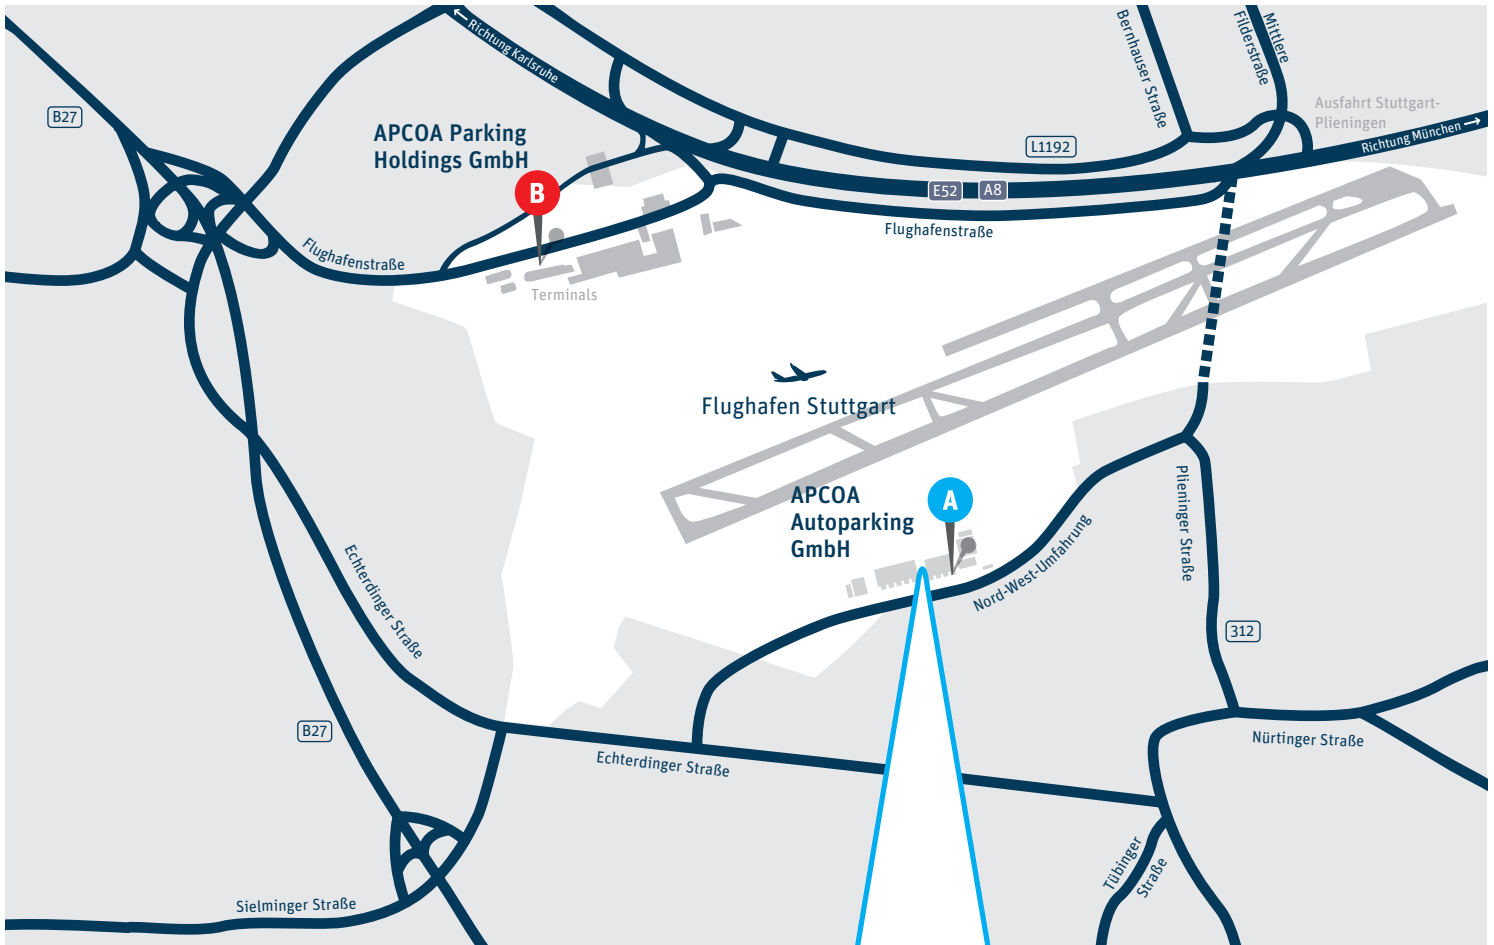 ← Richtung Karlsruhe
Bernhauser Straße
Mittlere
Filderstraße
B27
Ausfahrt Stuttgart-
Plieningen
APCOA Parking
Holdings GmbH
L1192
Richtung München →
B
E52
A8
Flughafenstraße
Flughafenstraße
Terminals
Flughafen Stuttgart
APCOA
Autoparking
GmbH
A
Plieninger Straße
Nord-West-Umfahrung
Echterdinger Straße
312
B27
Nürtinger Straße
Echterdinger Straße
Tübinger
Straße
Sielminger Straße